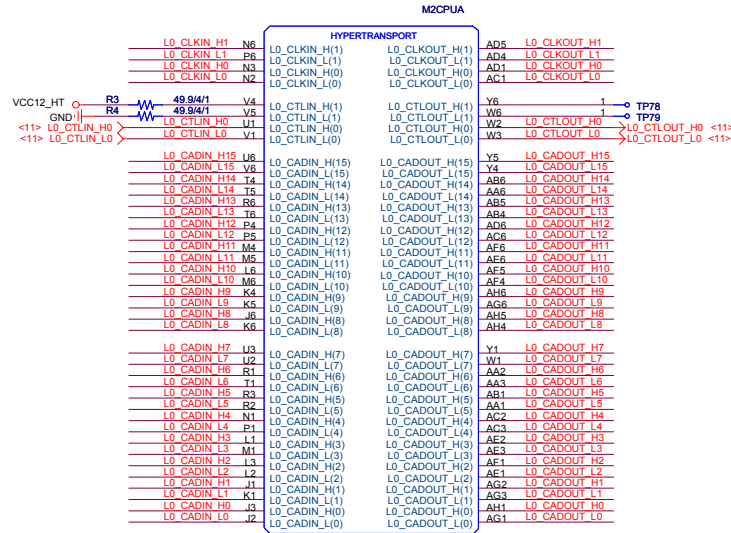 M2CPUA
HYPERTRANSPORT
L0_CLKIN_H1 N6 L0_CLKIN_H(1) L0_CLKOUT_H(1) AD5 L0_CLKOUT_H1
L0_CLKIN_L1 P6 L0_CLKIN_L(1) L0_CLKOUT_L(1) AD4 L0_CLKOUT_L1
L0_CLKIN_H0 N3 L0_CLKIN_H(0) L0_CLKOUT_H(0) AD1 L0_CLKOUT_H0
L0_CLKIN_L0 N2 L0_CLKIN_L(0) L0_CLKOUT_L(0) AC1 L0_CLKOUT_L0
VCC12_HT R3 49.9/4/1 V4 L0_CTLIN_H(1) L0_CTLOUT_H(1) Y6 1 TP78
GND R4 49.9/4/1 V5 L0_CTLIN_L(1) L0_CTLOUT_L(1) W6 1 TP79
<11> L0_CTLIN_H0 L0_CTLIN_H0 U1 L0_CTLIN_H(0) L0_CTLOUT_H(0) W2 L0_CTLOUT_H0 L0_CTLOUT_H0 <11>
<11> L0_CTLIN_L0 L0_CTLIN_L0 V1 L0_CTLIN_L(0) L0_CTLOUT_L(0) W3 L0_CTLOUT_L0 L0_CTLOUT_L0 <11>
L0_CADIN_H15 U6 L0_CADIN_H(15) L0_CADOUT_H(15) Y5 L0_CADOUT_H15
L0_CADIN_L15 V6 L0_CADIN_L(15) L0_CADOUT_L(15) Y4 L0_CADOUT_L15
L0_CADIN_H14 T4 L0_CADIN_H(14) L0_CADOUT_H(14) AB6 L0_CADOUT_H14
L0_CADIN_L14 T5 L0_CADIN_L(14) L0_CADOUT_L(14) AA6 L0_CADOUT_L14
L0_CADIN_H13 R6 L0_CADIN_H(13) L0_CADOUT_H(13) AB5 L0_CADOUT_H13
L0_CADIN_L13 T6 L0_CADIN_L(13) L0_CADOUT_L(13) AB4 L0_CADOUT_L13
L0_CADIN_H12 P4 L0_CADIN_H(12) L0_CADOUT_H(12) AD6 L0_CADOUT_H12
L0_CADIN_L12 P5 L0_CADIN_L(12) L0_CADOUT_L(12) AC6 L0_CADOUT_L12
L0_CADIN_H11 M4 L0_CADIN_H(11) L0_CADOUT_H(11) AF6 L0_CADOUT_H11
L0_CADIN_L11 M5 L0_CADIN_L(11) L0_CADOUT_L(11) AE6 L0_CADOUT_L11
L0_CADIN_H10 L6 L0_CADIN_H(10) L0_CADOUT_H(10) AF5 L0_CADOUT_H10
L0_CADIN_L10 M6 L0_CADIN_L(10) L0_CADOUT_L(10) AF4 L0_CADOUT_L10
L0_CADIN_H9 K4 L0_CADIN_H(9) L0_CADOUT_H(9) AH6 L0_CADOUT_H9
L0_CADIN_L9 K5 L0_CADIN_L(9) L0_CADOUT_L(9) AG6 L0_CADOUT_L9
L0_CADIN_H8 J6 L0_CADIN_H(8) L0_CADOUT_H(8) AH5 L0_CADOUT_H8
L0_CADIN_L8 K6 L0_CADIN_L(8) L0_CADOUT_L(8) AH4 L0_CADOUT_L8
L0_CADIN_H7 U3 L0_CADIN_H(7) L0_CADOUT_H(7) Y1 L0_CADOUT_H7
L0_CADIN_L7 U2 L0_CADIN_L(7) L0_CADOUT_L(7) W1 L0_CADOUT_L7
L0_CADIN_H6 R1 L0_CADIN_H(6) L0_CADOUT_H(6) AA2 L0_CADOUT_H6
L0_CADIN_L6 T1 L0_CADIN_L(6) L0_CADOUT_L(6) AA3 L0_CADOUT_L6
L0_CADIN_H5 R3 L0_CADIN_H(5) L0_CADOUT_H(5) AB1 L0_CADOUT_H5
L0_CADIN_L5 R2 L0_CADIN_L(5) L0_CADOUT_L(5) AA1 L0_CADOUT_L5
L0_CADIN_H4 N1 L0_CADIN_H(4) L0_CADOUT_H(4) AC2 L0_CADOUT_H4
L0_CADIN_L4 P1 L0_CADIN_L(4) L0_CADOUT_L(4) AC3 L0_CADOUT_L4
L0_CADIN_H3 L1 L0_CADIN_H(3) L0_CADOUT_H(3) AE2 L0_CADOUT_H3
L0_CADIN_L3 M1 L0_CADIN_L(3) L0_CADOUT_L(3) AE3 L0_CADOUT_L3
L0_CADIN_H2 L3 L0_CADIN_H(2) L0_CADOUT_H(2) AF1 L0_CADOUT_H2
L0_CADIN_L2 L2 L0_CADIN_L(2) L0_CADOUT_L(2) AE1 L0_CADOUT_L2
L0_CADIN_H1 J1 L0_CADIN_H(1) L0_CADOUT_H(1) AG2 L0_CADOUT_H1
L0_CADIN_L1 K1 L0_CADIN_L(1) L0_CADOUT_L(1) AG3 L0_CADOUT_L1
L0_CADIN_H0 J3 L0_CADIN_H(0) L0_CADOUT_H(0) AH1 L0_CADOUT_H0
L0_CADIN_L0 J2 L0_CADIN_L(0) L0_CADOUT_L(0) AG1 L0_CADOUT_L0